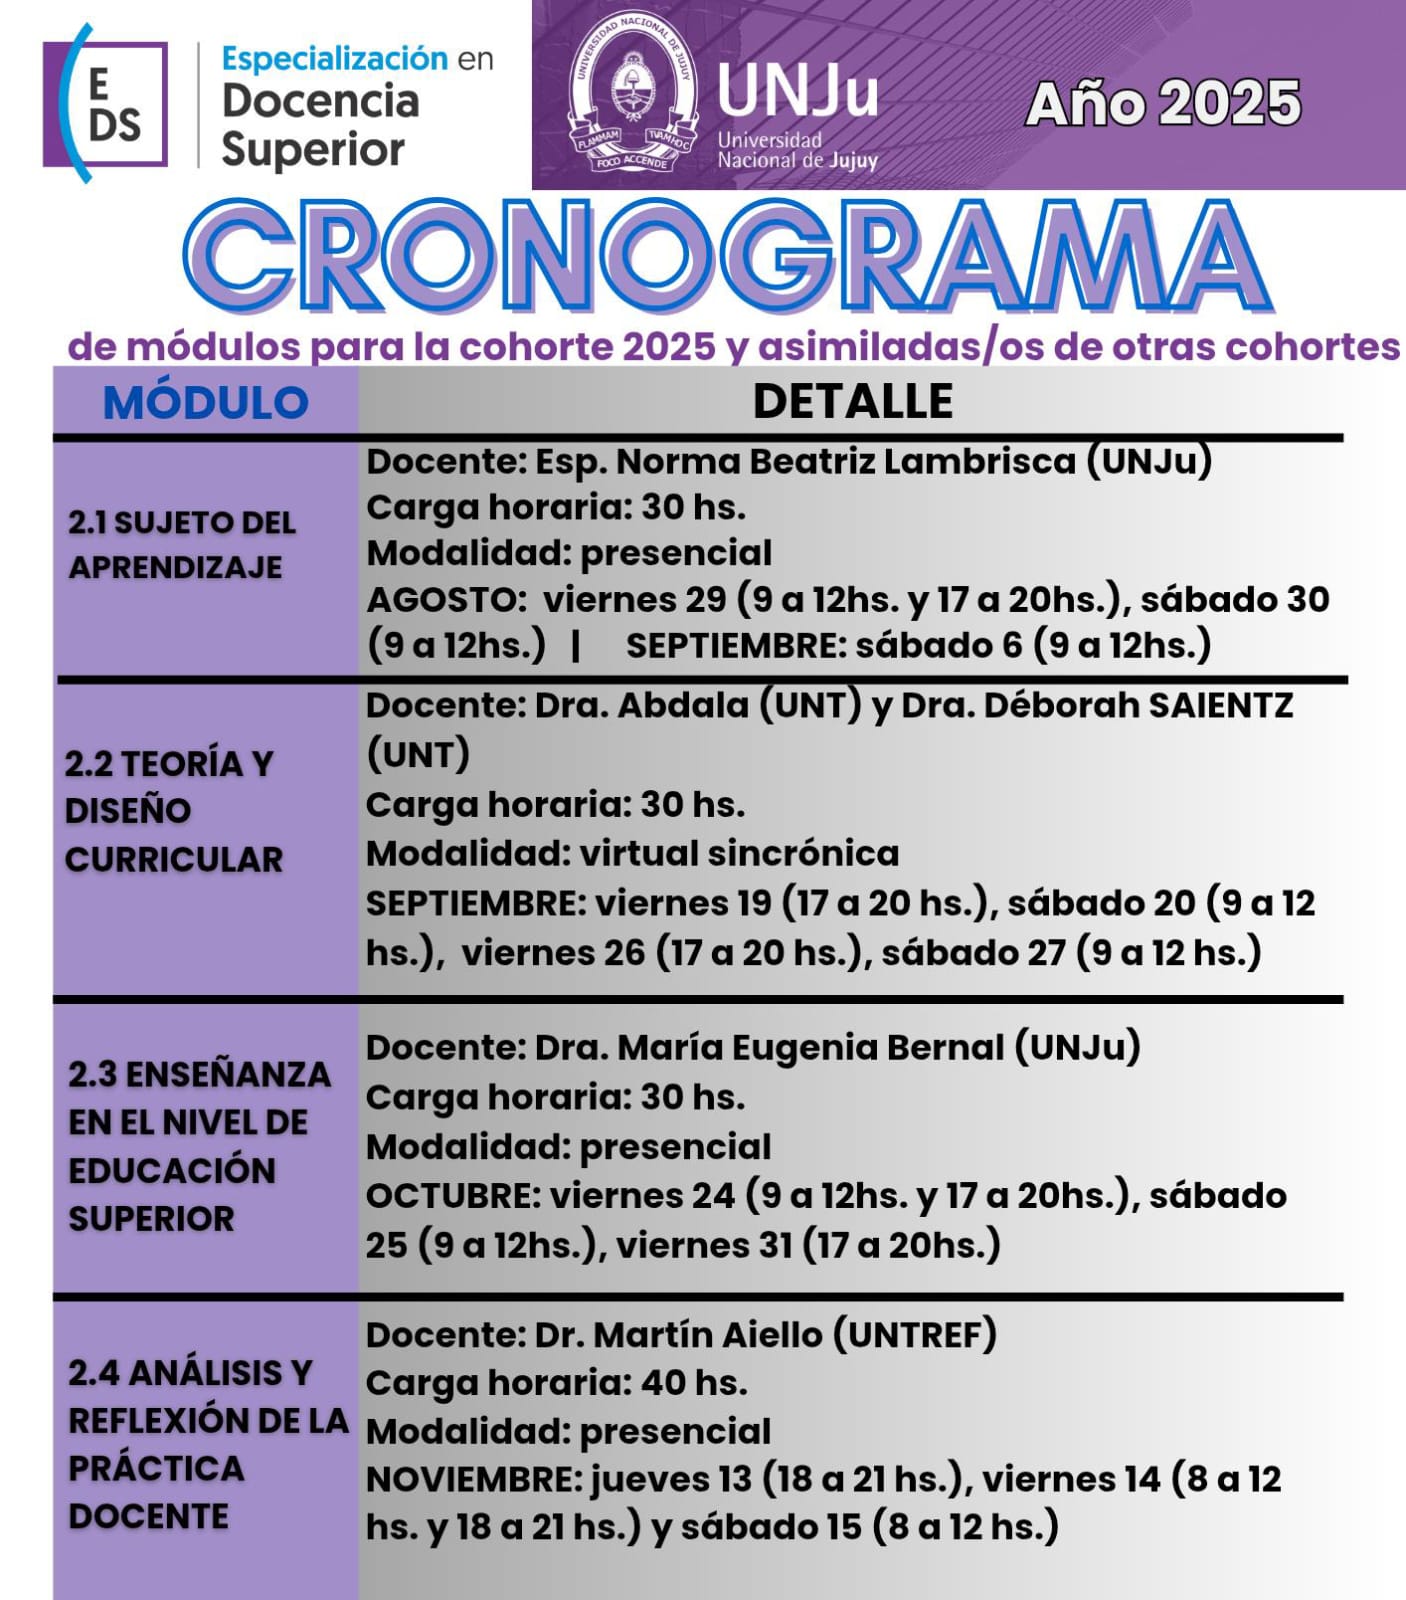 E
DS
Especialización en
Docencia
Superior
UNIVERSIDAD NACIONAL DE JUJUY
FLAMMAM
TVAM HOC
FOCO ACCENDE
UNJu
Universidad
Nacional de Jujuy
Año 2025
CRONOGRAMA
de módulos para la cohorte 2025 y asimiladas/os de otras cohortes
MÓDULO
DETALLE
2.1 SUJETO DEL
APRENDIZAJE
Docente: Esp. Norma Beatriz Lambrisca (UNJu)
Carga horaria: 30 hs.
Modalidad: presencial
AGOSTO: viernes 29 (9 a 12hs. y 17 a 20hs.), sábado 30
(9 a 12hs.) | SEPTIEMBRE: sábado 6 (9 a 12hs.)
2.2 TEORÍA Y
DISEÑO
CURRICULAR
Docente: Dra. Abdala (UNT) y Dra. Déborah SAIENTZ
(UNT)
Carga horaria: 30 hs.
Modalidad: virtual sincrónica
SEPTIEMBRE: viernes 19 (17 a 20 hs.), sábado 20 (9 a 12
hs.), viernes 26 (17 a 20 hs.), sábado 27 (9 a 12 hs.)
2.3 ENSEÑANZA
EN EL NIVEL DE
EDUCACIÓN
SUPERIOR
Docente: Dra. María Eugenia Bernal (UNJu)
Carga horaria: 30 hs.
Modalidad: presencial
OCTUBRE: viernes 24 (9 a 12hs. y 17 a 20hs.), sábado
25 (9 a 12hs.), viernes 31 (17 a 20hs.)
2.4 ANÁLISIS Y
REFLEXIÓN DE LA
PRÁCTICA
DOCENTE
Docente: Dr. Martín Aiello (UNTREF)
Carga horaria: 40 hs.
Modalidad: presencial
NOVIEMBRE: jueves 13 (18 a 21 hs.), viernes 14 (8 a 12
hs. y 18 a 21 hs.) y sábado 15 (8 a 12 hs.)